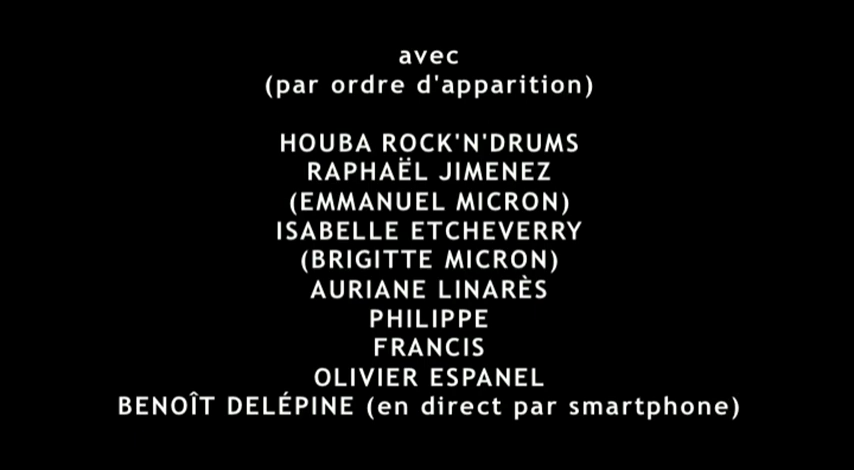 avec
(par ordre d'apparition)
HOUBA ROCK'N'DRUMS
RAPHAËL JIMENEZ
(EMMANUEL MICRON)
ISABELLE ETCHEVERRY
(BRIGITTE MICRON)
AURIANE LINARÈS
PHILIPPE
FRANCIS
OLIVIER ESPANEL
BENOÎT DELÉPINE (en direct par smartphone)